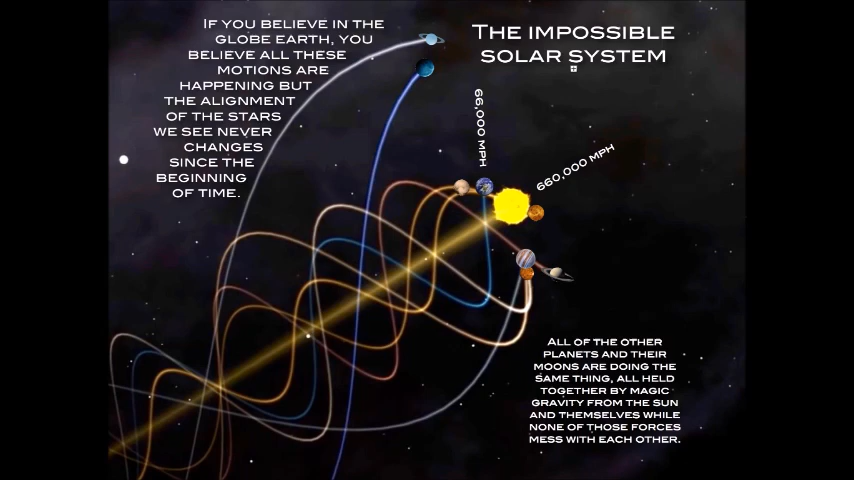 If you believe in the
globe earth, you
believe all these
motions are
happening but
the alignment
of the stars
we see never
changes
since the
beginning
of time.
The impossible
solar system
66,000 mph
660,000 mph
All of the other
planets and their
moons are doing the
same thing, all held
together by magic
gravity from the sun
and themselves while
none of those forces
mess with each other.